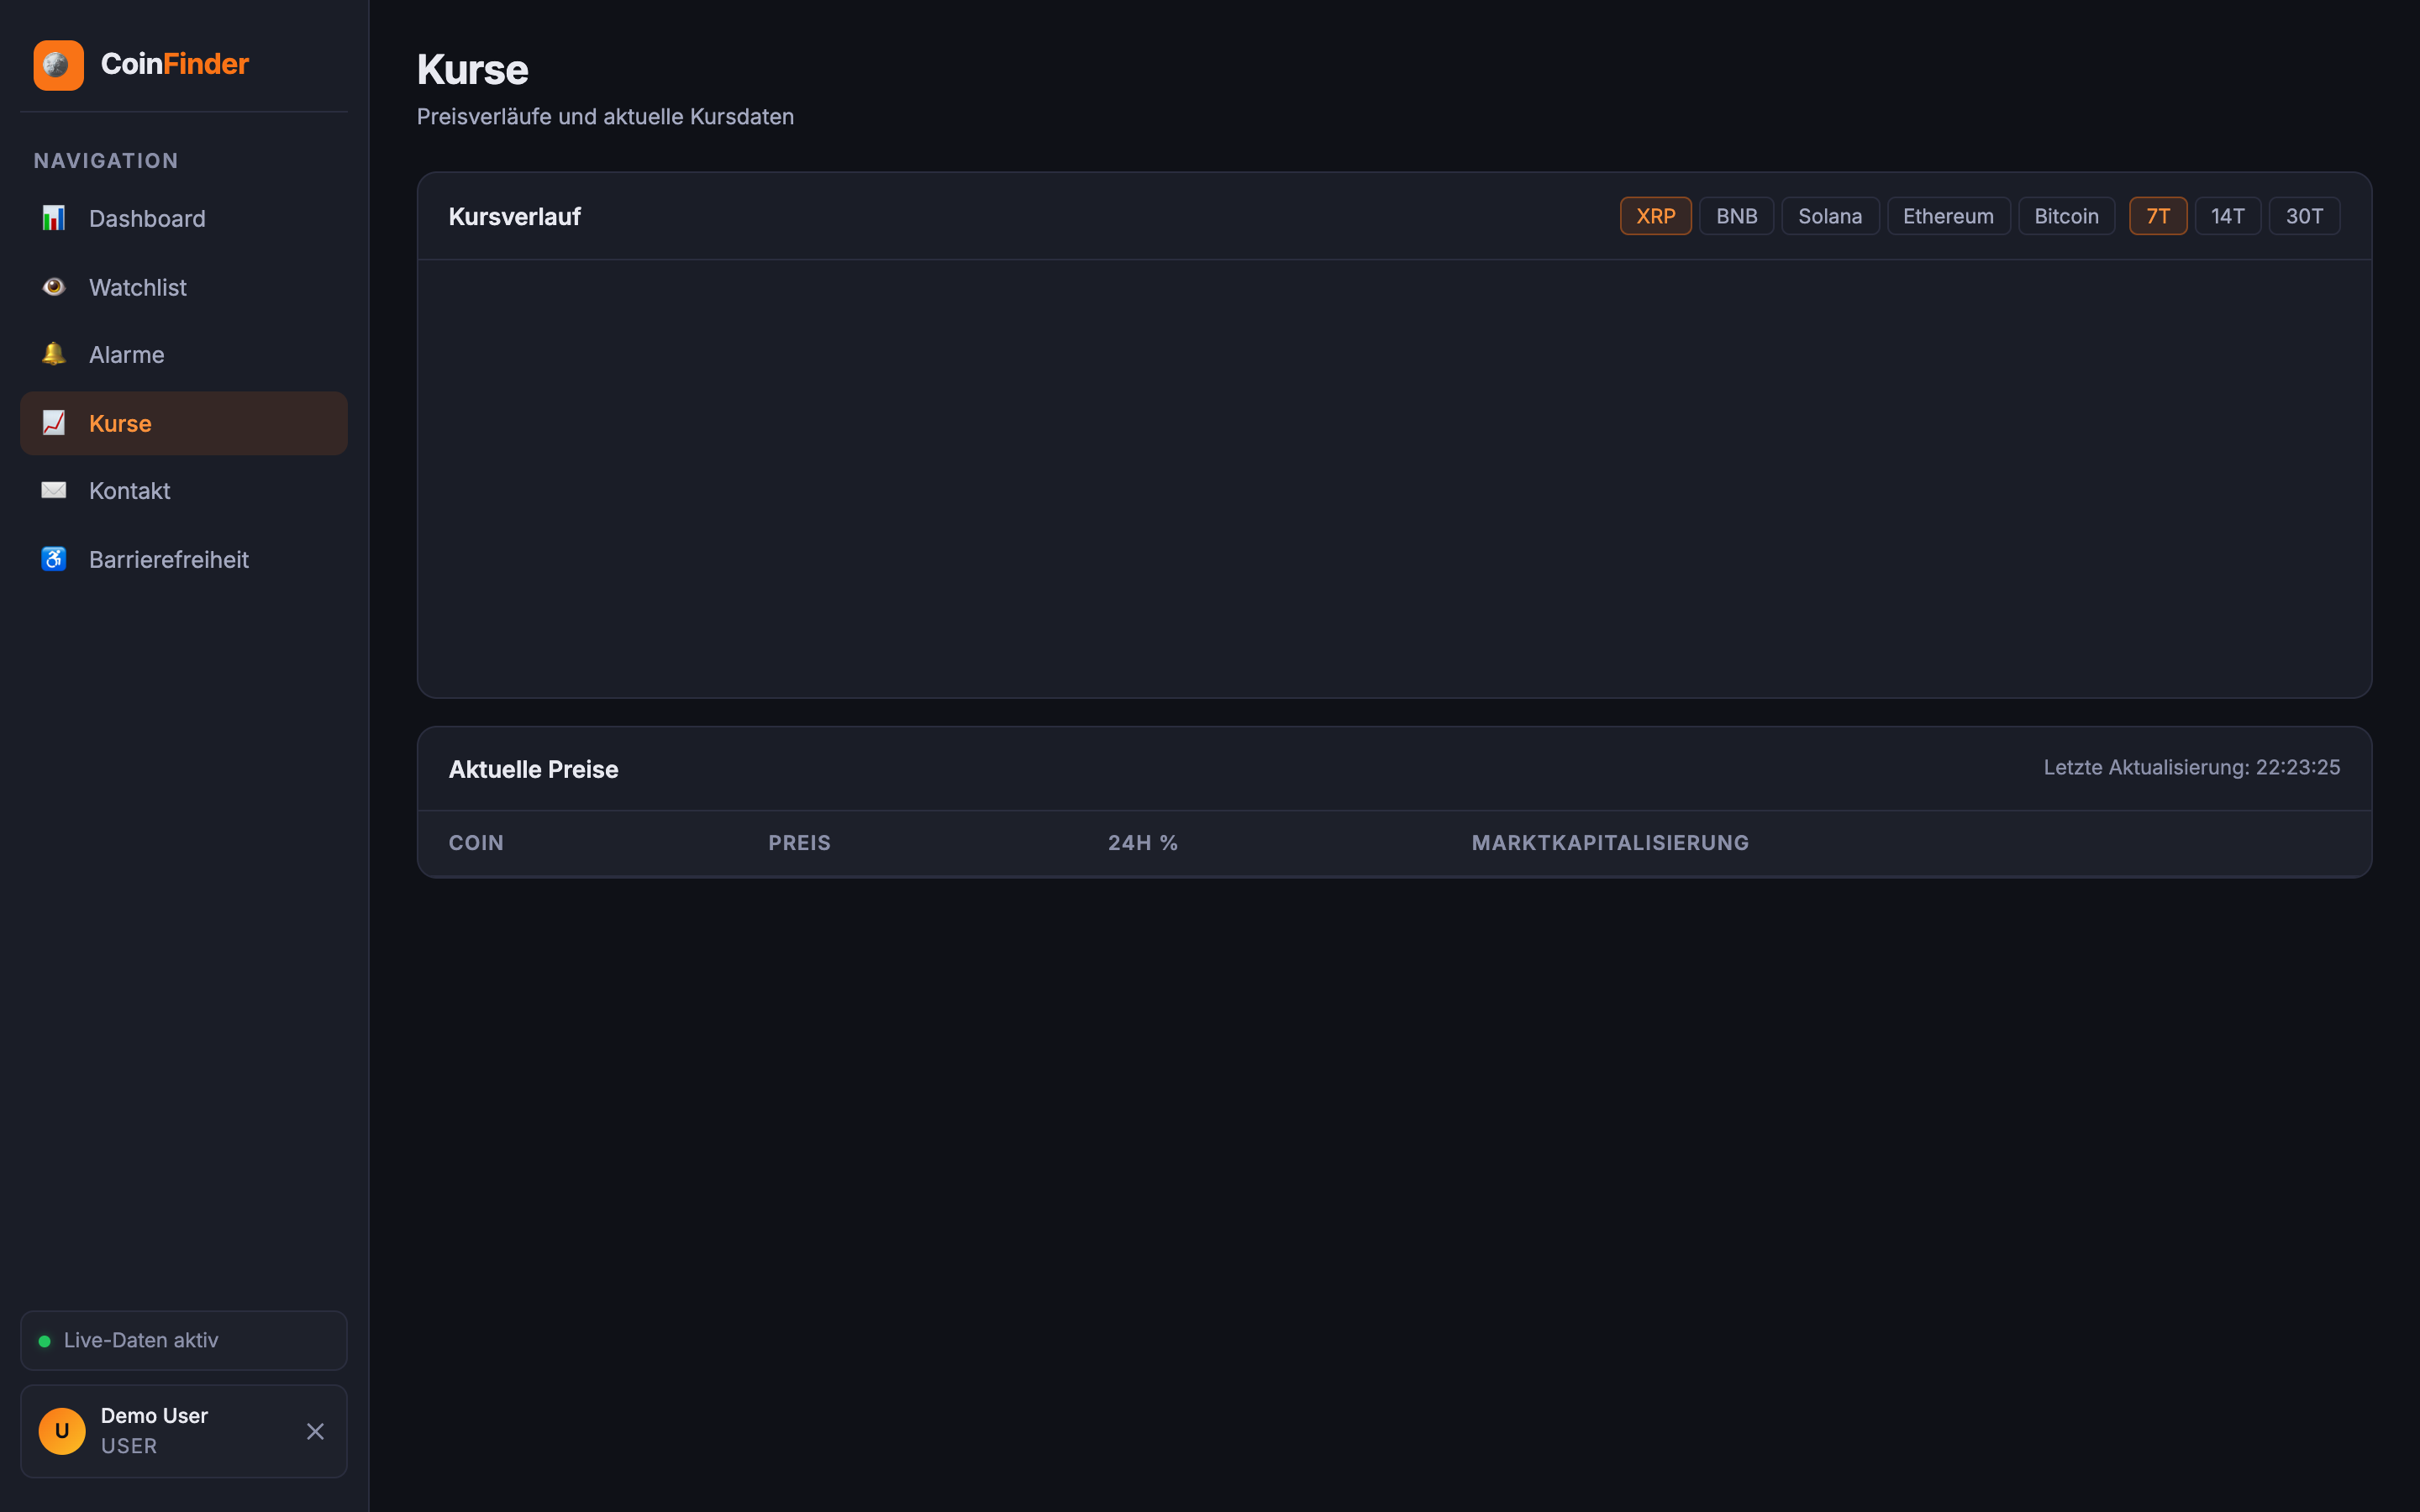 CoinFinder
NAVIGATION
Dashboard
Watchlist
Alarme
Kurse
Kontakt
Barrierefreiheit
Live-Daten aktiv
U
Demo User
USER
Kurse
Preisverläufe und aktuelle Kursdaten
Kursverlauf
XRP BNB Solana Ethereum Bitcoin 7T 14T 30T
Aktuelle Preise
Letzte Aktualisierung: 22:23:25
COIN PREIS 24H % MARKTKAPITALISIERUNG